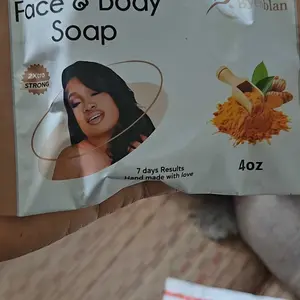 Face & Body
Soap
STRONG
7 days Results
Hand made with love
4oz